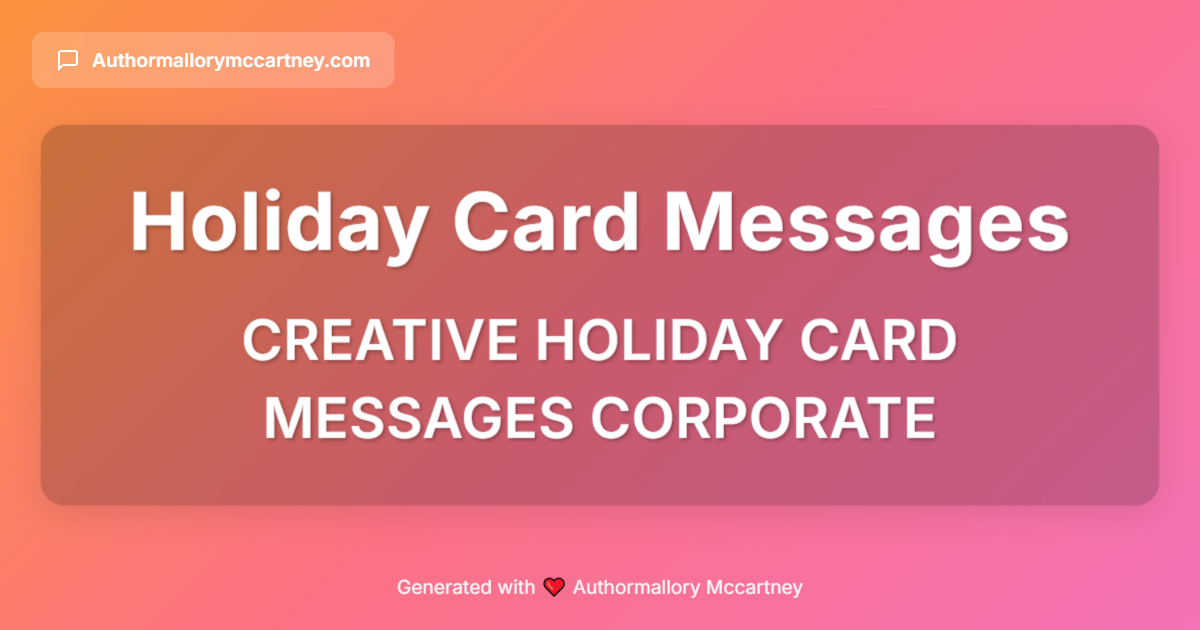 Authormallorymccartney.com
Holiday Card Messages
CREATIVE HOLIDAY CARD
MESSAGES CORPORATE
Generated with ❤️ Authormallory Mccartney